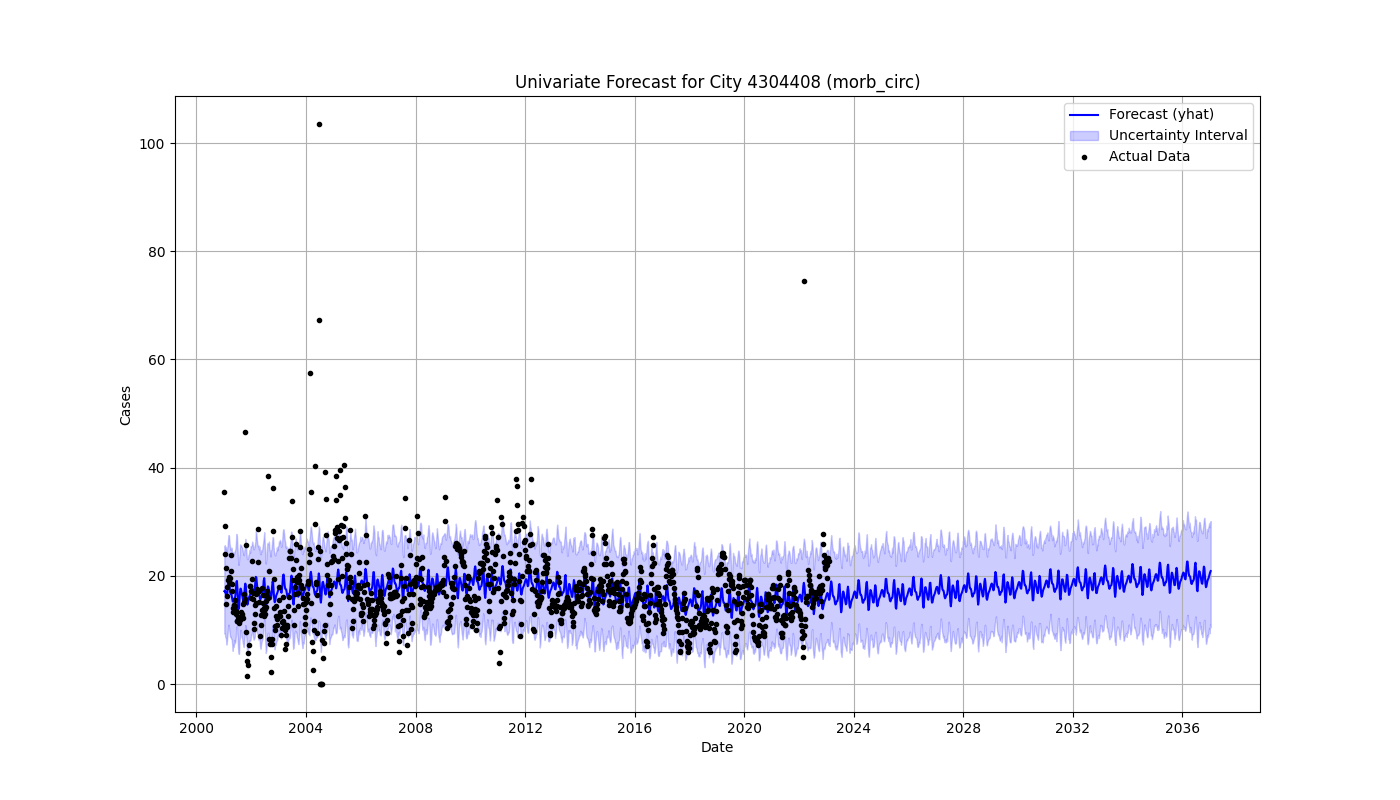 Univariate Forecast for City 4304408 (morb_circ)
Forecast (yhat)
Uncertainty Interval
Actual Data
Cases
100
80
60
40
20
0
2000 2004 2008 2012 2016 2020 2024 2028 2032 2036
Date